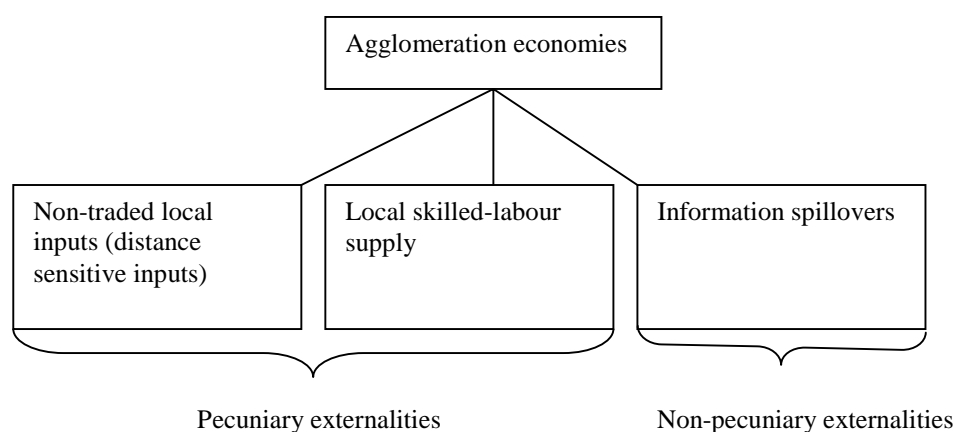 Agglomeration economies
Non-traded local
inputs (distance
sensitive inputs)
Local skilled-labour
supply
Information spillovers
Pecuniary externalities
Non-pecuniary externalities